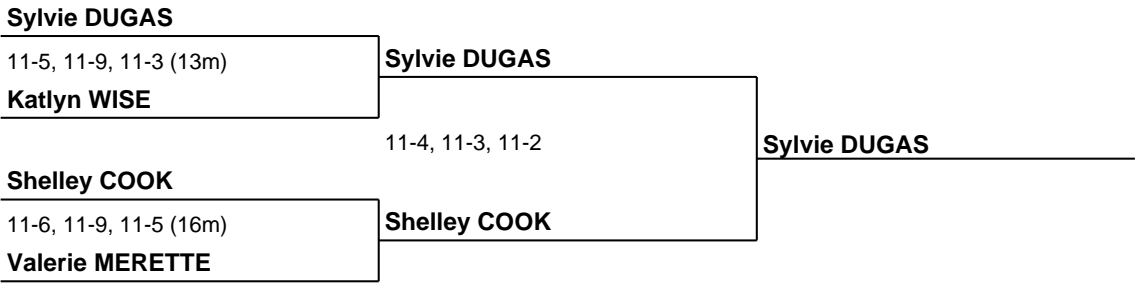 Sylvie DUGAS
11-5, 11-9, 11-3 (13m)
Sylvie DUGAS
Katlyn WISE
11-4, 11-3, 11-2
Sylvie DUGAS
Shelley COOK
11-6, 11-9, 11-5 (16m)
Shelley COOK
Valerie MERETTE